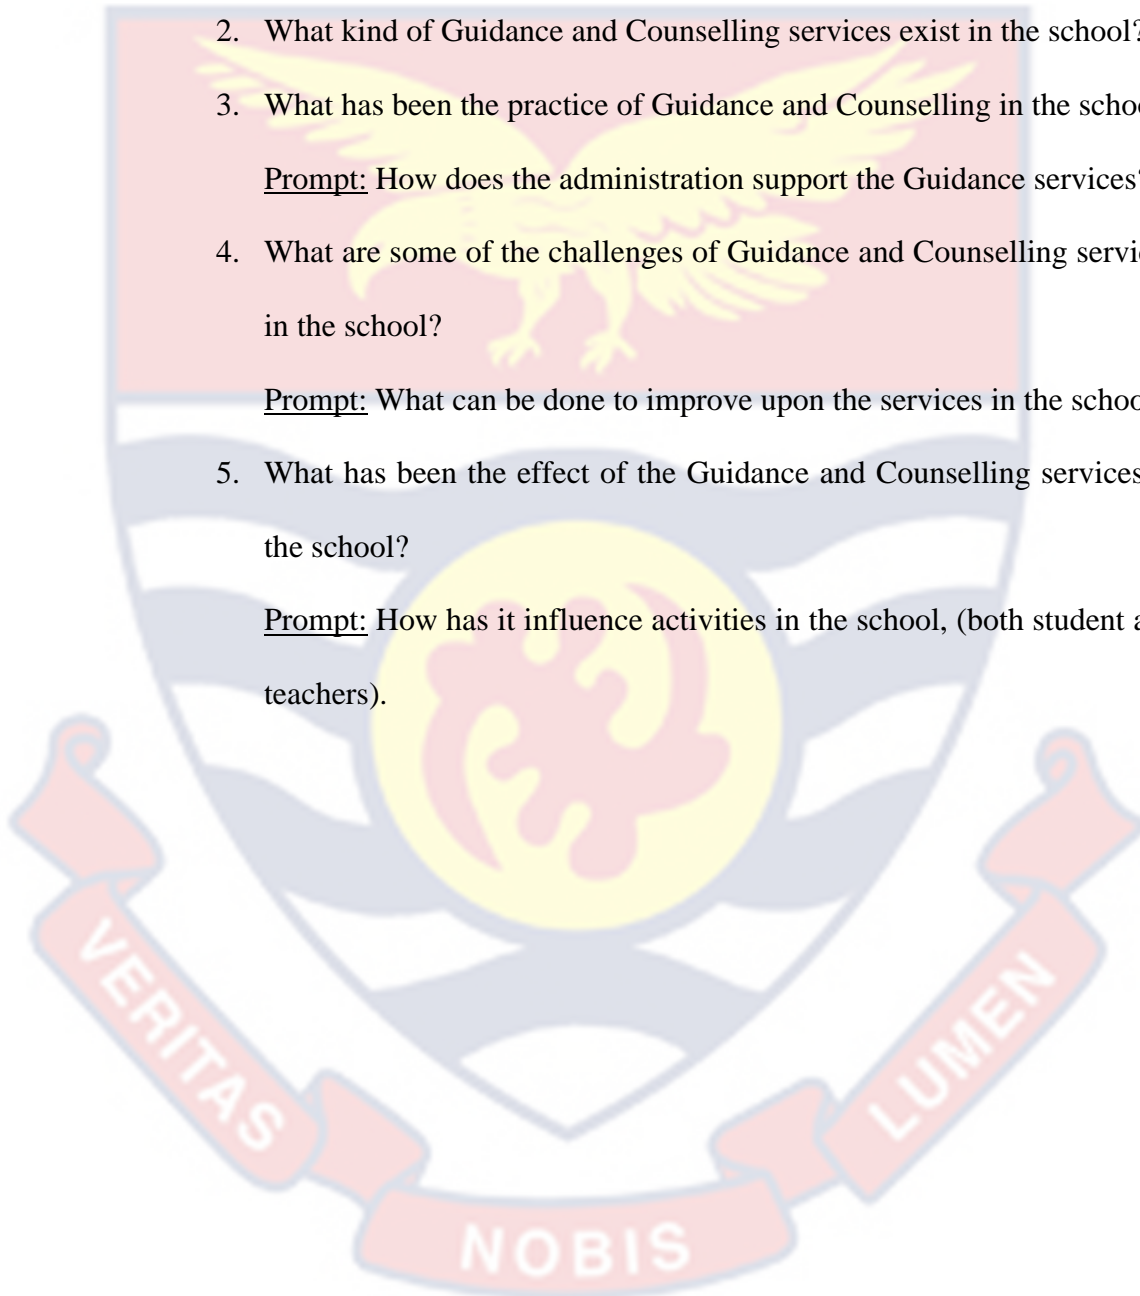 2. What kind of Guidance and Counselling services exist in the school?
3. What has been the practice of Guidance and Counselling in the schoo
Prompt: How does the administration support the Guidance services?
4. What are some of the challenges of Guidance and Counselling servic
in the school?
Prompt: What can be done to improve upon the services in the schoo
5. What has been the effect of the Guidance and Counselling services
the school?
Prompt: How has it influence activities in the school, (both student a
teachers).
VERITAS
NOBIS
LUMEN